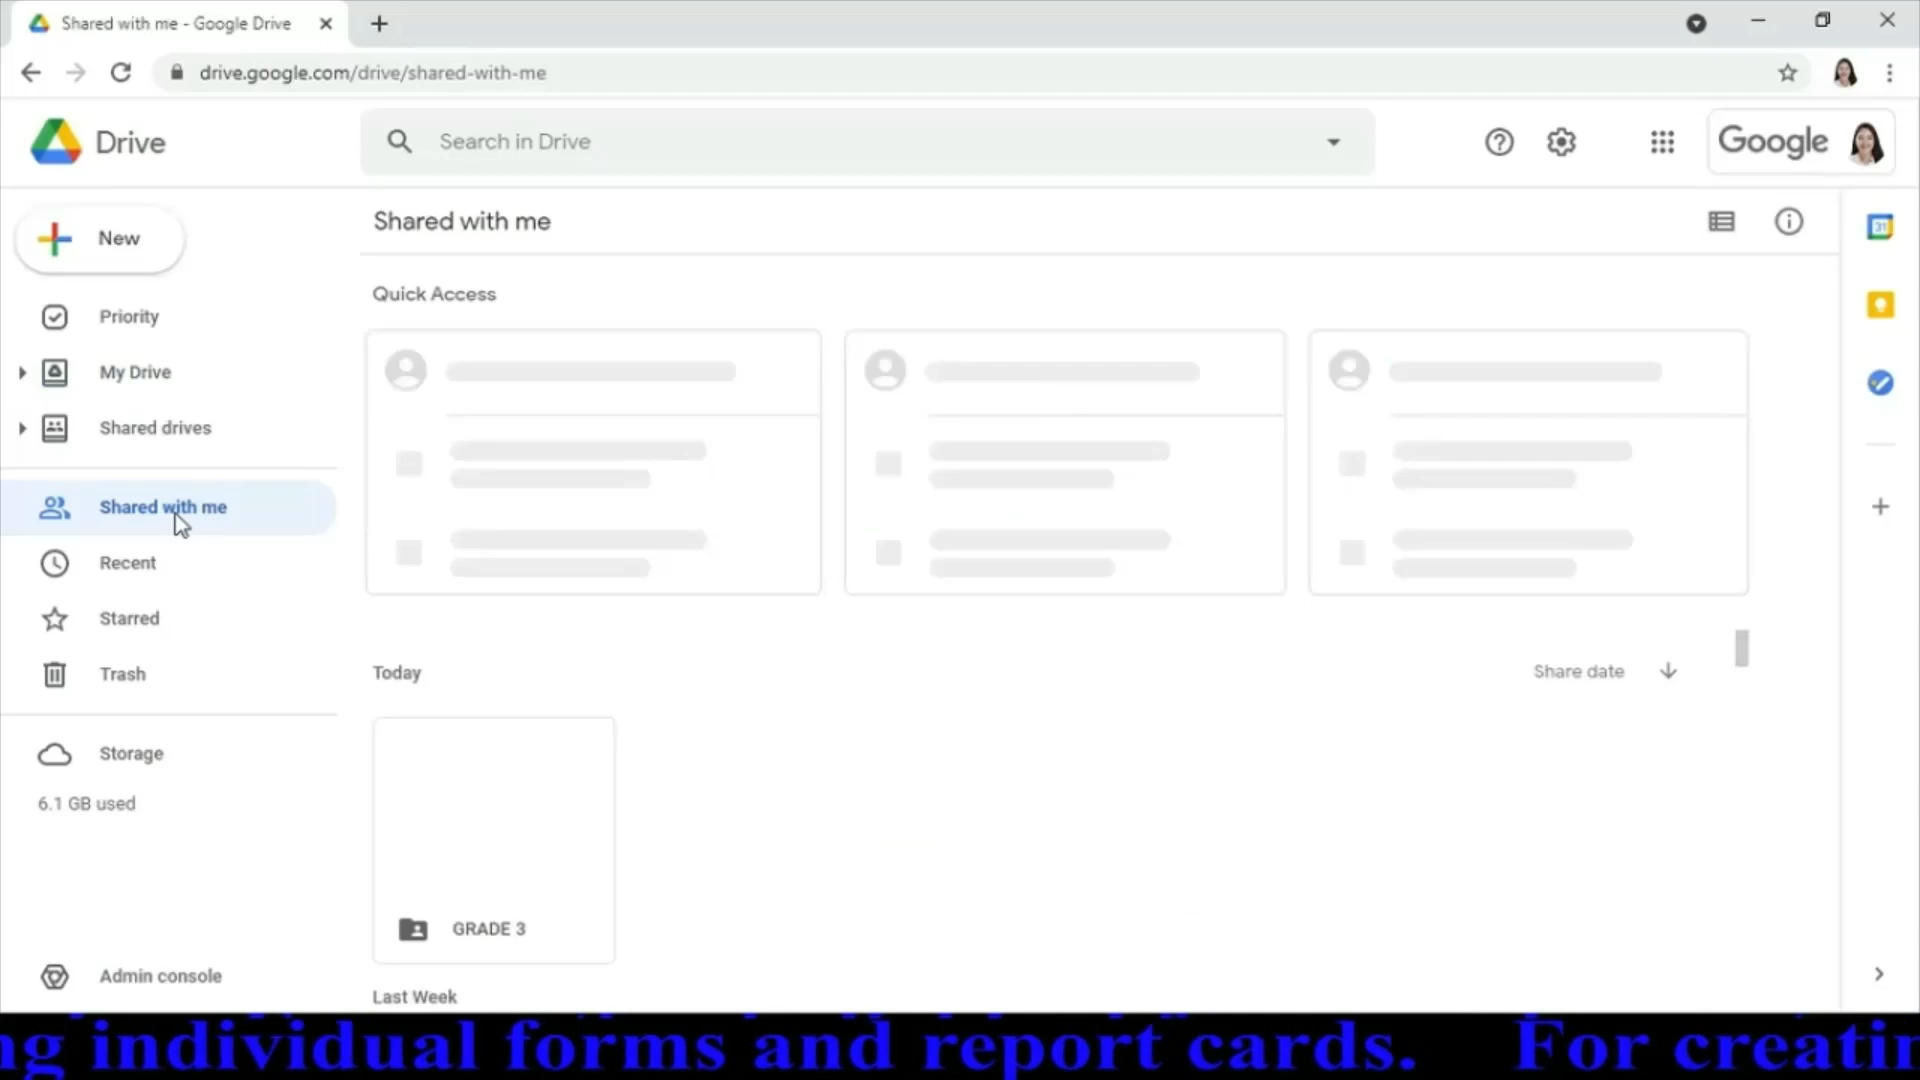 Shared with me - Google Drive
drive.google.com/drive/shared-with-me
Drive
Search in Drive
Google
New
Shared with me
Quick Access
Priority
My Drive
Shared drives
Shared with me
Recent
Starred
Trash
Storage
6.1 GB used
Admin console
Today
Share date
GRADE 3
Last Week
31
ng individual forms and report cards. For creatin